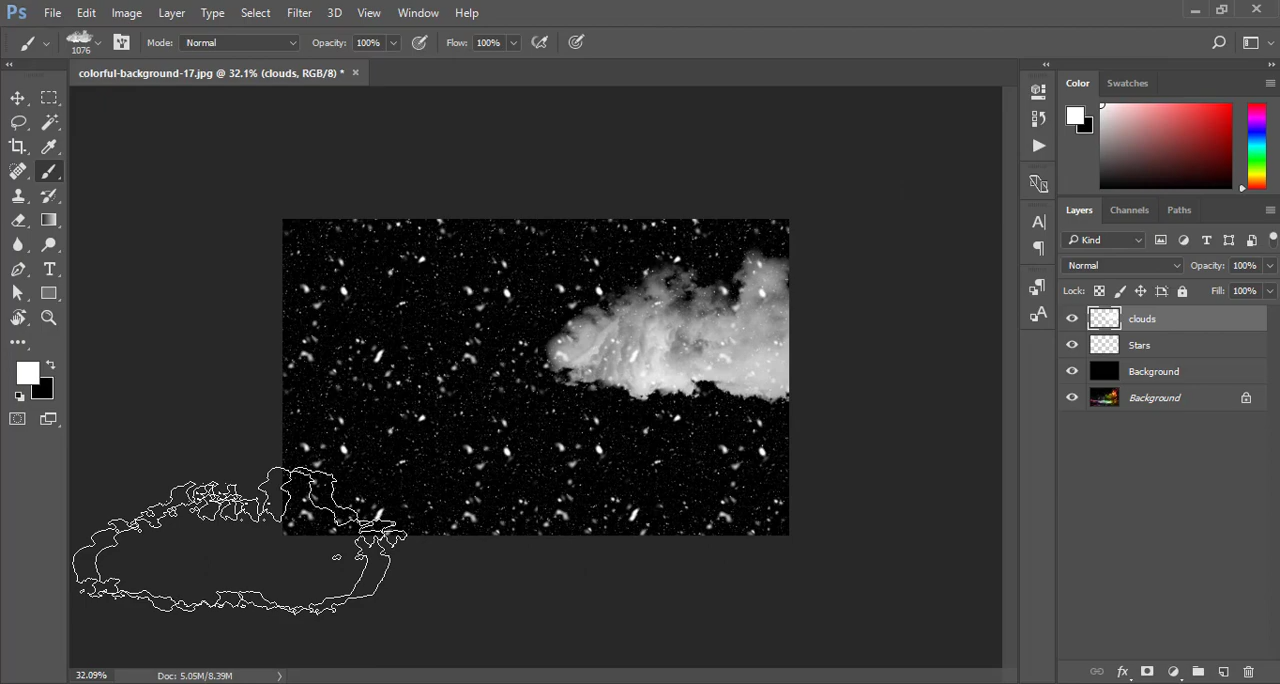 Ps File Edit Image Layer Type Select Filter 3D View Window Help
1076 Mode: Normal Opacity: 100% Flow: 100%
colorful-background-17.jpg @ 32.1% (clouds, RGB/8) *
Color Swatches
Layers Channels Paths
Kind
Normal Opacity: 100%
Lock: Fill: 100%
clouds
Stars
Background
Background
32.09% Doc: 5.05M/8.39M